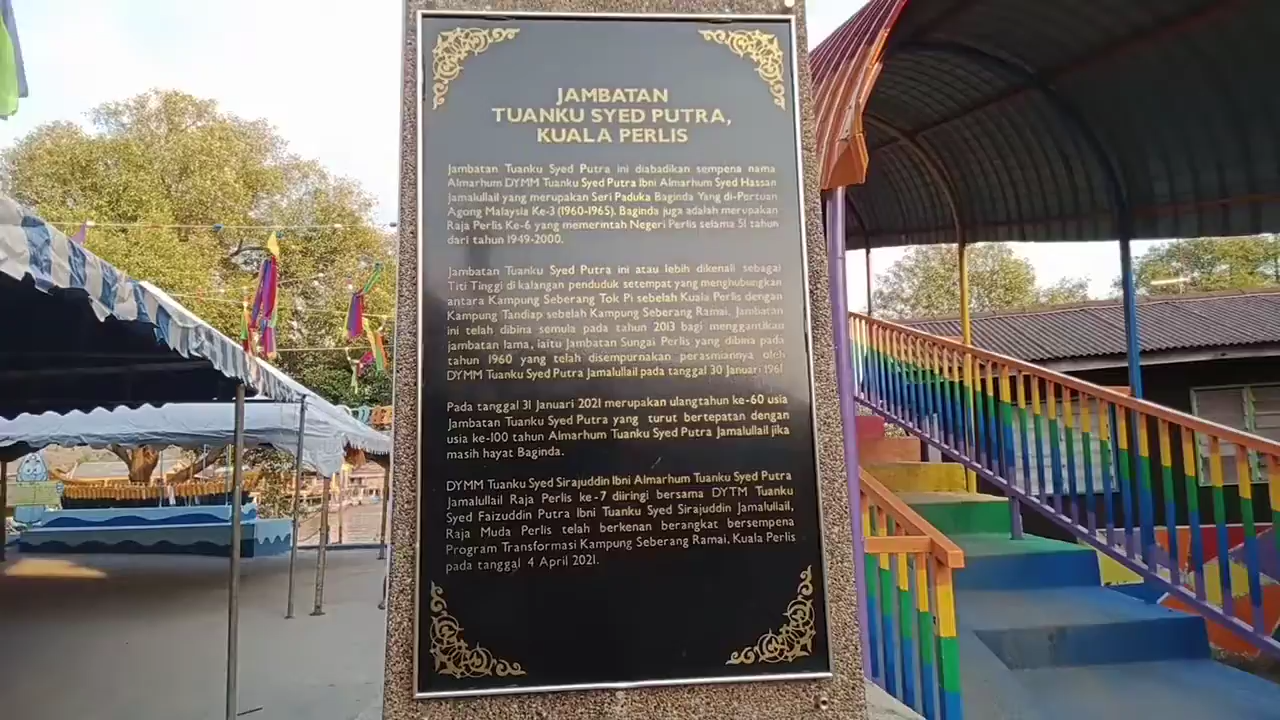 JAMBATAN
TUANKU SYED PUTRA,
KUALA PERLIS
Jambatan Tuanku Syed Putra ini diabadikan sempena nama
Almarhum DYMM Tuanku Syed Putra Ibni Almarhum Syed Hassan
Jamalullail yang merupakan Seri Paduka Baginda Yang di-Pertuan
Agong Malaysia Ke-3 (1960-1965). Baginda juga adalah merupakan
Raja Perlis Ke-6 yang memerintah Negeri Perlis selama 51 tahun
dari tahun 1949-2000.
Jambatan Tuanku Syed Putra ini atau lebih dikenali sebagai
Titi Tinggi di kalangan penduduk setempat yang menghubungkan
antara Kampung Seberang Tok Pi sebelah Kuala Perlis dengan
Kampung Tandiap sebelah Kampung Seberang Ramai. Jambatan
ini telah dibina semula pada tahun 2013 bagi menggantikan
jambatan lama, iaitu Jambatan Sungai Perlis yang dibina pada
tahun 1960 yang telah disempurnakan perasmiannya oleh
DYMM Tuanku Syed Putra Jamalullail pada tanggal 30 Januari 1961
Pada tanggal 31 Januari 2021 merupakan ulangtahun ke-60 usia
Jambatan Tuanku Syed Putra yang turut bertepatan dengan
usia ke-100 tahun Almarhum Tuanku Syed Putra Jamalullail jika
masih hayat Baginda.
DYMM Tuanku Syed Sirajuddin Ibni Almarhum Tuanku Syed Putra
Jamalullail Raja Perlis ke-7 diiringi bersama DYTM Tuanku
Syed Faizuddin Putra Ibni Tuanku Syed Sirajuddin Jamalullail,
Raja Muda Perlis telah berkenan berangkat bersempena
Program Transformasi Kampung Seberang Ramai, Kuala Perlis
pada tanggal 4 April 2021.